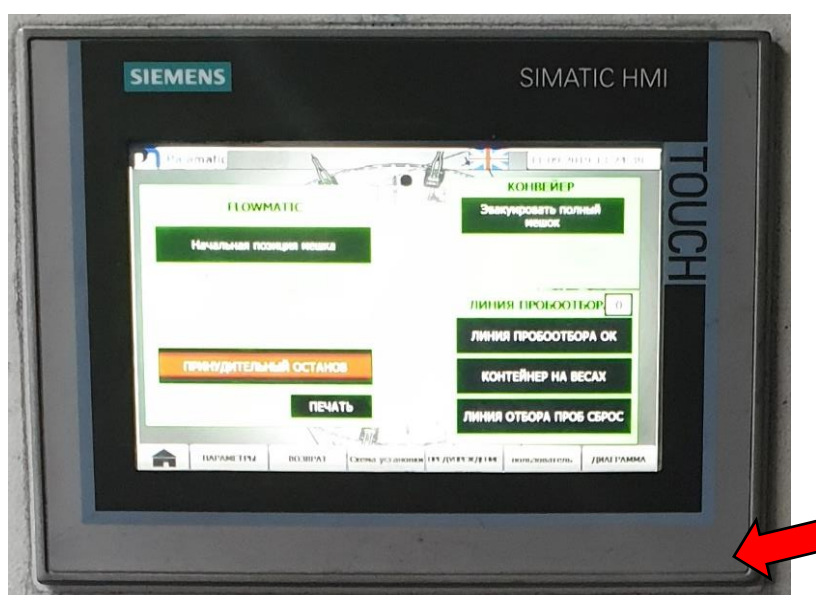 SIEMENS
SIMATIC HMI
TOUCH
FLOWMATIC
Начальная позиция мешка
ПРИНУДИТЕЛЬНЫЙ ОСТАНОВ
ПЕЧАТЬ
КОНВЕЙЕР
Эвакуировать полный
мешок
ЛИНИЯ ПРОБООТБОР 0
ЛИНИЯ ПРОБООТБОРА ОК
КОНТЕЙНЕР НА ВЕСАХ
ЛИНИЯ ОТБОРА ПРОБ СБРОС
ПАРАМЕТРЫ ВОЗВРАТ Схема установки пользователь ДИАГРАММА